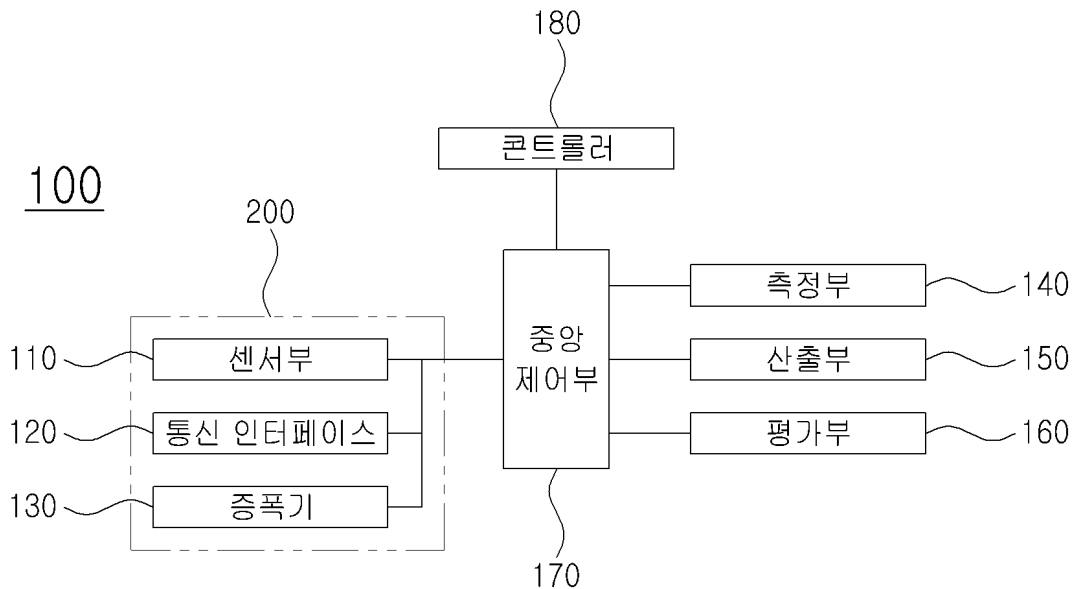 180
콘트롤러
100
200
중앙
제어부
측정부
140
110
센서부
산출부
150
120
통신 인터페이스
평가부
160
130
증폭기
170